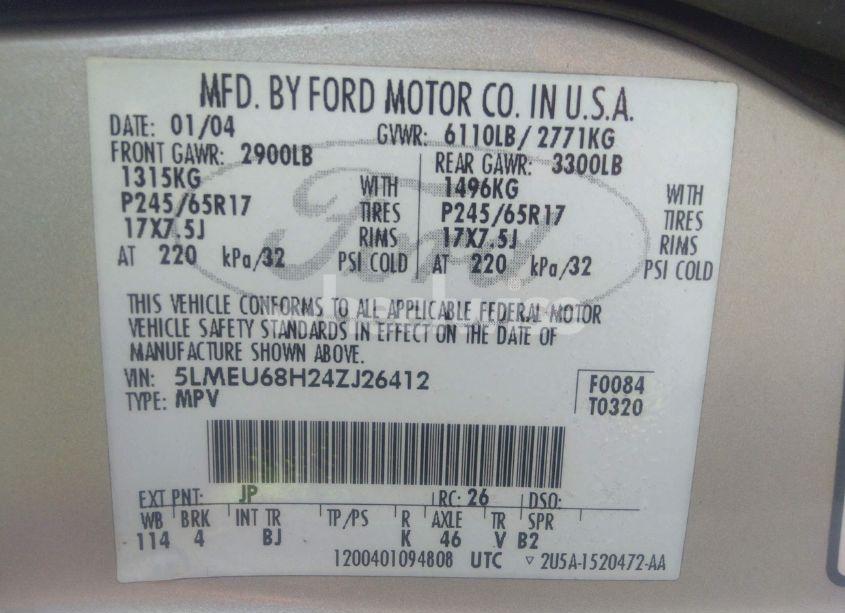 MFD. BY FORD MOTOR CO. IN U.S.A.
DATE: 01/04 GVWR: 6110LB/ 2771KG
FRONT GAWR: 2900LB REAR GAWR: 3300LB
1315KG WITH 1496KG WITH
P245/65R17 TIRES P245/65R17 TIRES
17X7.5J RIMS 17X7.5J RIMS
AT 220 kPa/32 PSI COLD AT 220 kPa/32 PSI COLD
Ford
THIS VEHICLE CONFORMS TO ALL APPLICABLE FEDERAL MOTOR
VEHICLE SAFETY STANDARDS IN EFFECT ON THE DATE OF
MANUFACTURE SHOWN ABOVE.
VIN: 5LMEU68H24ZJ26412 F0084
TYPE: MPV T0320
EXT PNT: JP RC: 26 DSO:
WB BRK INT TR TP/PS R AXLE TR SPR
114 4 BJ K 46 V B2
1200401094808 UTC ▽ 2U5A-1520472-AA